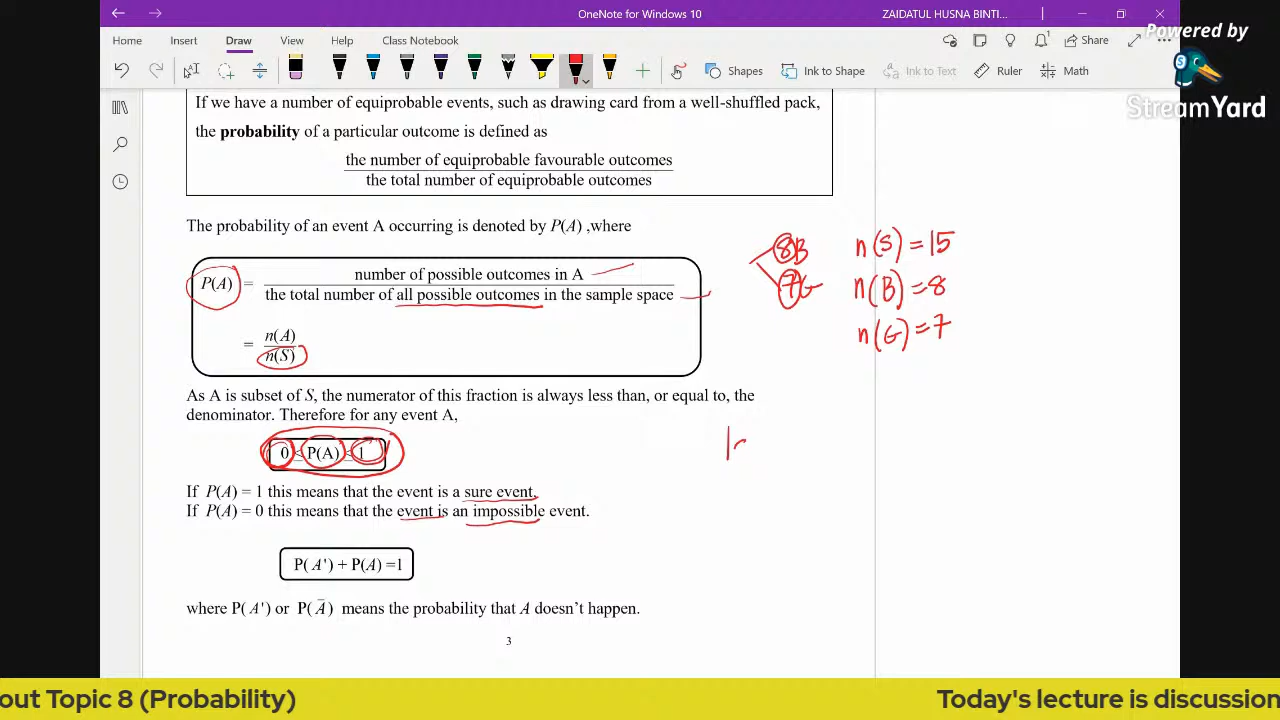 OneNote for Windows 10
ZAIDATUL HUSNA BINTI...
Powered by
StreamYard
Home Insert Draw View Help Class Notebook
Share
Shapes Ink to Shape Ink to Text Ruler Math
If we have a number of equiprobable events, such as drawing card from a well-shuffled pack,
the probability of a particular outcome is defined as
the number of equiprobable favourable outcomes
the total number of equiprobable outcomes
The probability of an event A occurring is denoted by P(A) ,where
P(A) = number of possible outcomes in A
the total number of all possible outcomes in the sample space
= n(A)
n(S)
8B
7G
n(S) = 15
n(B) = 8
n(G) = 7
As A is subset of S, the numerator of this fraction is always less than, or equal to, the
denominator. Therefore for any event A,
0 ≤ P(A) ≤ 1
If P(A) = 1 this means that the event is a sure event.
If P(A) = 0 this means that the event is an impossible event.
P( A' ) + P(A) =1
where P( A' ) or P( Ā ) means the probability that A doesn't happen.
3
out Topic 8 (Probability)
Today's lecture is discussion